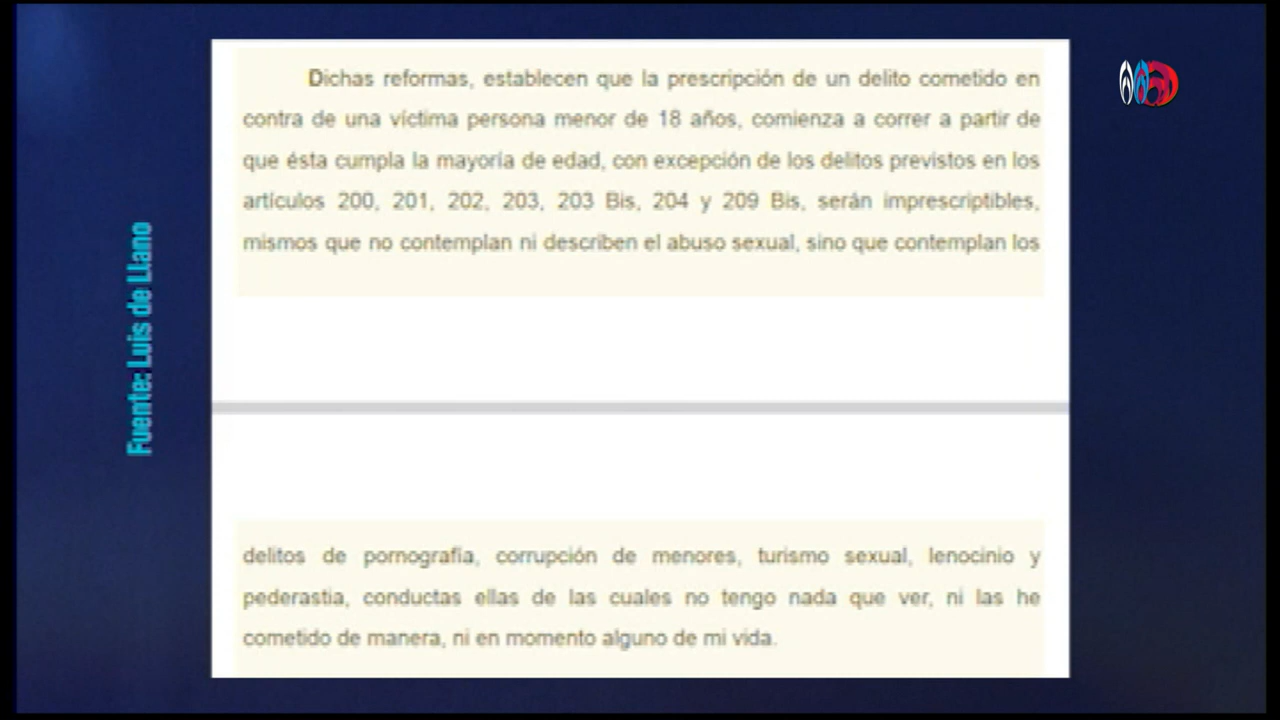 Dichas reformas, establecen que la prescripción de un delito cometido en
contra de una víctima persona menor de 18 años, comienza a correr a partir de
que ésta cumpla la mayoría de edad, con excepción de los delitos previstos en los
artículos 200, 201, 202, 203, 203 Bis, 204 y 209 Bis, serán imprescriptibles,
mismos que no contemplan ni describen el abuso sexual, sino que contemplan los
Fuente: Luis de Llano
delitos de pornografía, corrupción de menores, turismo sexual, lenocinio y
pederastia, conductas ellas de las cuales no tengo nada que ver, ni las he
cometido de manera, ni en momento alguno de mi vida.